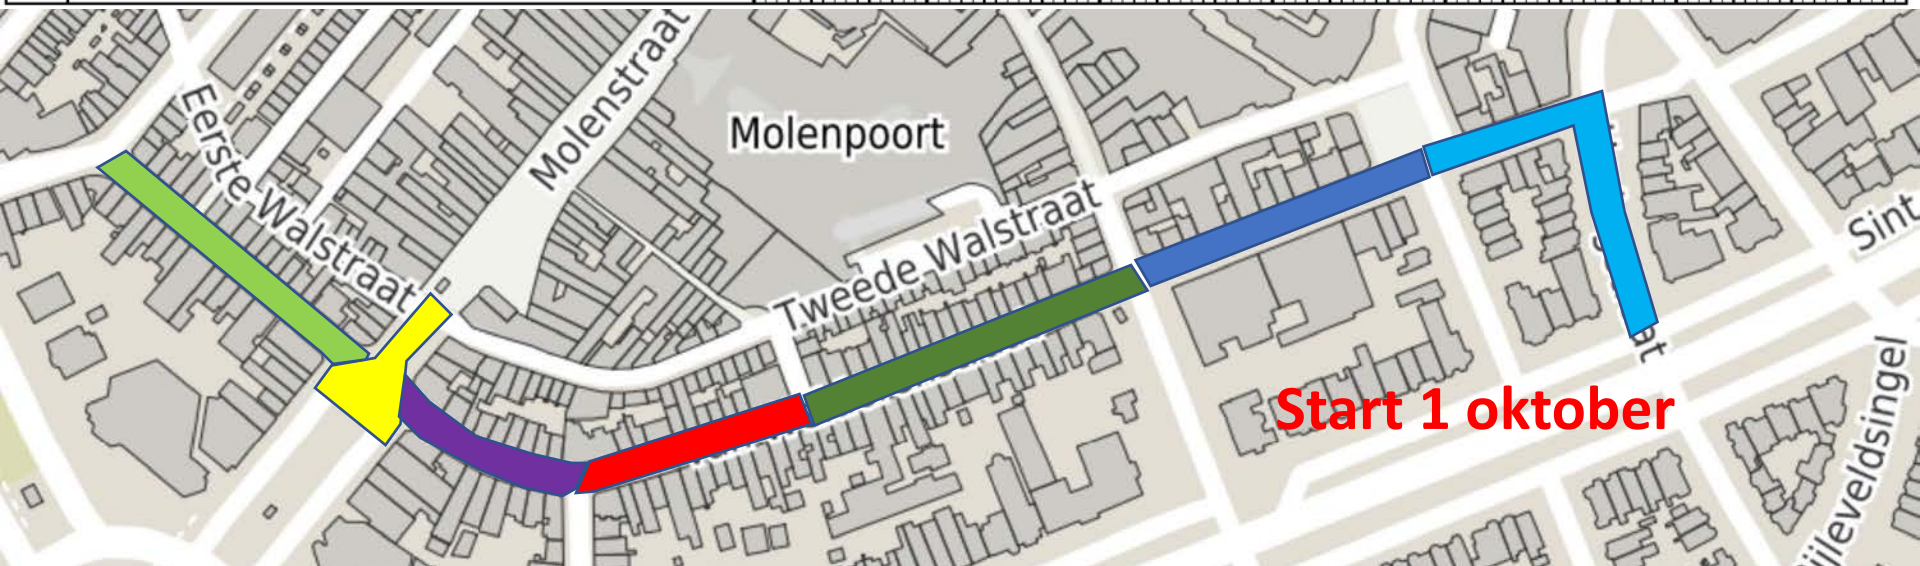 Molenstraat
Eerste Walstraat
Molenpoort
Tweede Walstraat
Sint
Start 1 oktober